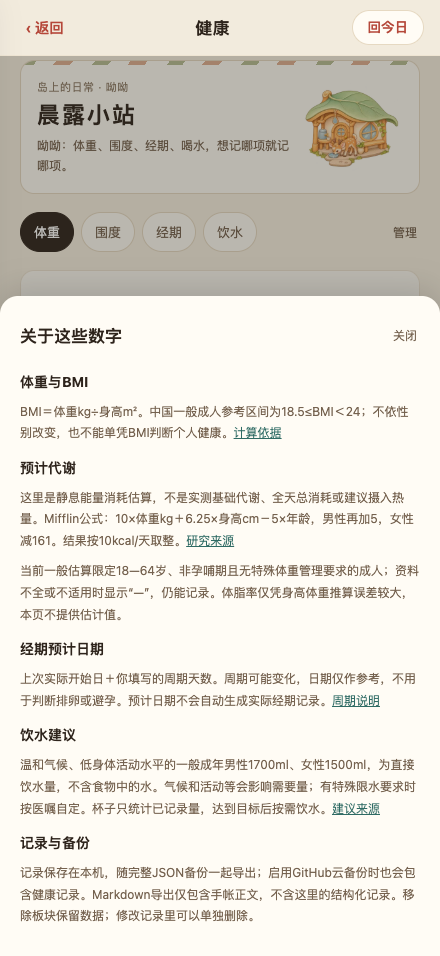 ‹ 返回
健康
回今日
岛上的日常 · 呦呦
晨露小站
呦呦：体重、围度、经期、喝水，想记哪项就记
哪项。
体重
围度
经期
饮水
管理
关于这些数字
关闭
体重与BMI
BMI＝体重kg÷身高m²。中国一般成人参考区间为18.5≤BMI＜24；不依性
别改变，也不能单凭BMI判断个人健康。计算依据
预计代谢
这里是静息能量消耗估算，不是实测基础代谢、全天总消耗或建议摄入热
量。Mifflin公式：10×体重kg＋6.25×身高cm－5×年龄，男性再加5，女性
减161。结果按10kcal/天取整。研究来源
当前一般估算限定18—64岁、非孕哺期且无特殊体重管理要求的成人；资料
不全或不适用时显示“—”，仍能记录。体脂率仅凭身高体重推算误差较大，
本页不提供估计值。
经期预计日期
上次实际开始日＋你填写的周期天数。周期可能变化，日期仅作参考，不用
于判断排卵或避孕。预计日期不会自动生成实际经期记录。周期说明
饮水建议
温和气候、低身体活动水平的一般成年男性1700ml、女性1500ml，为直接
饮水量，不含食物中的水。气候和活动等会影响需要量；有特殊限水要求时
按医嘱自定。杯子只统计已记录量，达到目标后按需饮水。建议来源
记录与备份
记录保存在本机，随完整JSON备份一起导出；启用GitHub云备份时也会包
含健康记录。Markdown导出仅包含手帐正文，不含这里的结构化记录。移
除板块保留数据；修改记录里可以单独删除。